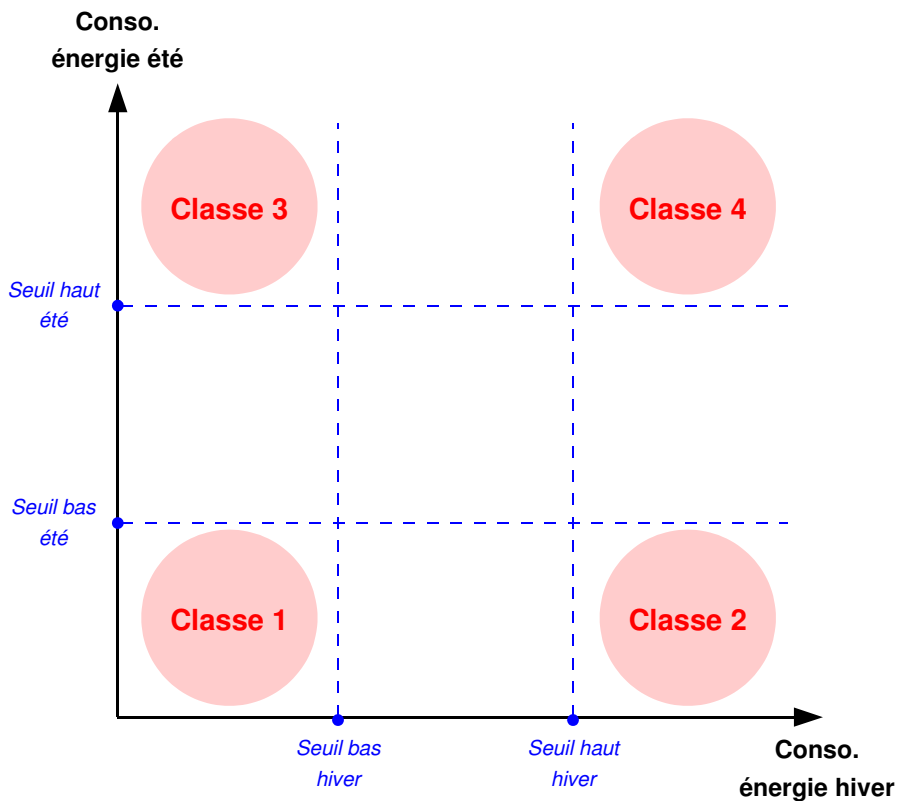 Conso.
énergie été
Classe 3
Classe 4
Seuil haut
été
Seuil bas
été
Classe 1
Classe 2
Seuil bas
hiver
Seuil haut
hiver
Conso.
énergie hiver